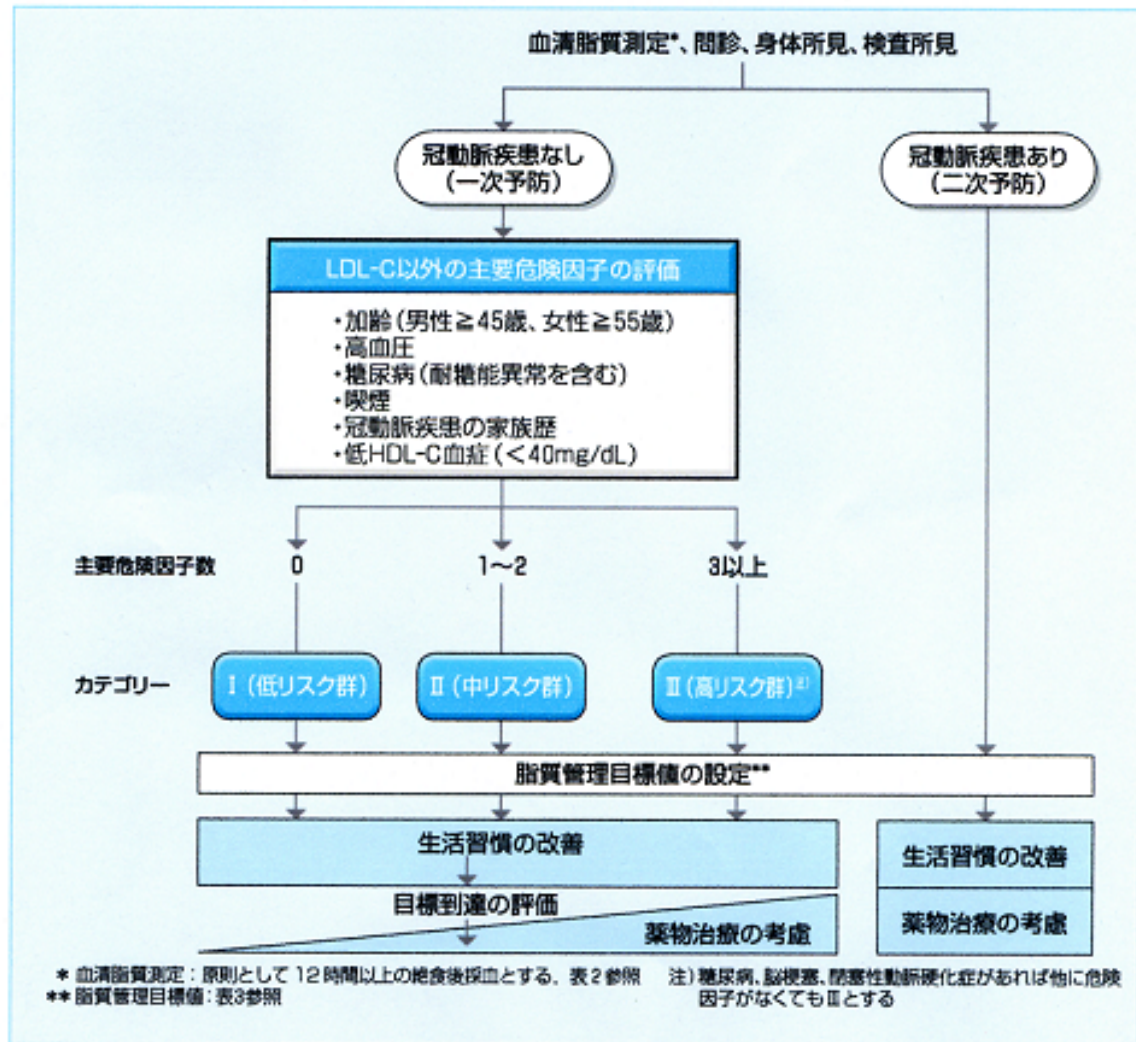 血清脂質測定*、問診、身体所見、検査所見
冠動脈疾患なし
(一次予防)
冠動脈疾患あり
(二次予防)
LDL-C以外の主要危険因子の評価
・加齢(男性≧45歳、女性≧55歳)
・高血圧
・糖尿病(耐糖能異常を含む)
・喫煙
・冠動脈疾患の家族歴
・低HDL-C血症(<40mg/dL)
主要危険因子数 0 1〜2 3以上
カテゴリー I(低リスク群) II(中リスク群) III(高リスク群)注)
脂質管理目標値の設定**
生活習慣の改善
目標到達の評価
薬物治療の考慮
生活習慣の改善
薬物治療の考慮
* 血清脂質測定:原則として12時間以上の絶食後採血とする。表2参照
** 脂質管理目標値:表3参照
注)糖尿病、脳梗塞、閉塞性動脈硬化症があれば他に危険
因子がなくてもIIIとする